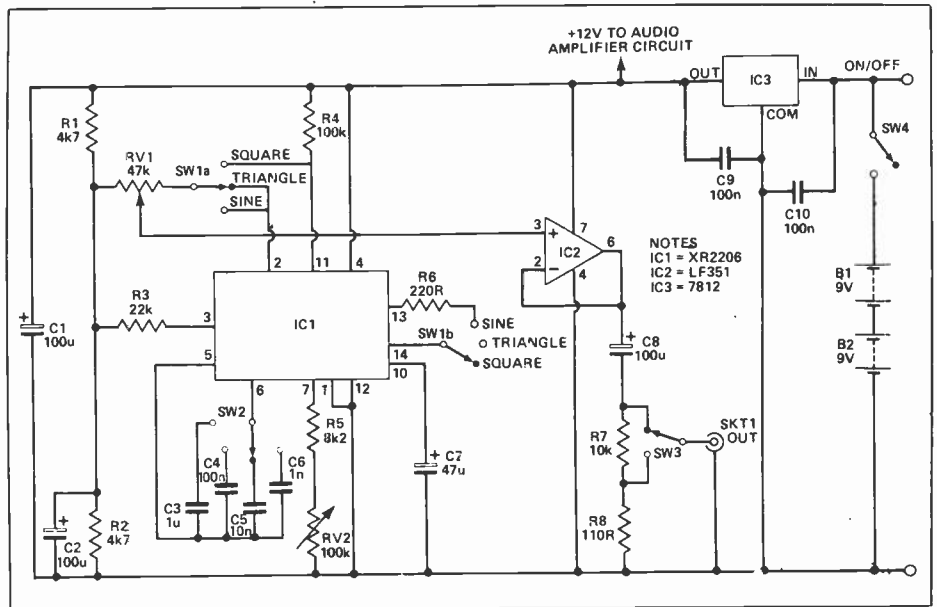 +12V TO AUDIO
AMPLIFIER CIRCUIT
ON/OFF
OUT
IC3
IN
COM
R1
4k7
R4
100k
SW4
RV1
47k
SW1a
SQUARE
TRIANGLE
SINE
C9
100n
C10
100n
3
+
7
IC2
6
2
−
4
NOTES
IC1 = XR2206
IC2 = LF351
IC3 = 7812
2
11
4
R6
220R
R3
22k
3
IC1
13
SINE
TRIANGLE
SQUARE
SW1b
14
10
5
6
7
1
12
B1
9V
B2
9V
+
C1
100u
+
C8
100u
SW2
R5
8k2
C4
100n
C6
1n
C3
1u
C5
10n
+
C7
47u
R7
10k
SW3
SKT1
OUT
+
C2
100u
R2
4k7
RV2
100k
R8
110R